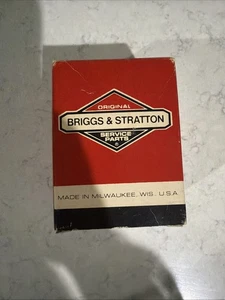 ORIGINAL
BRIGGS & STRATTON
SERVICE PARTS
MADE IN MILWAUKEE, WIS., U.S.A.